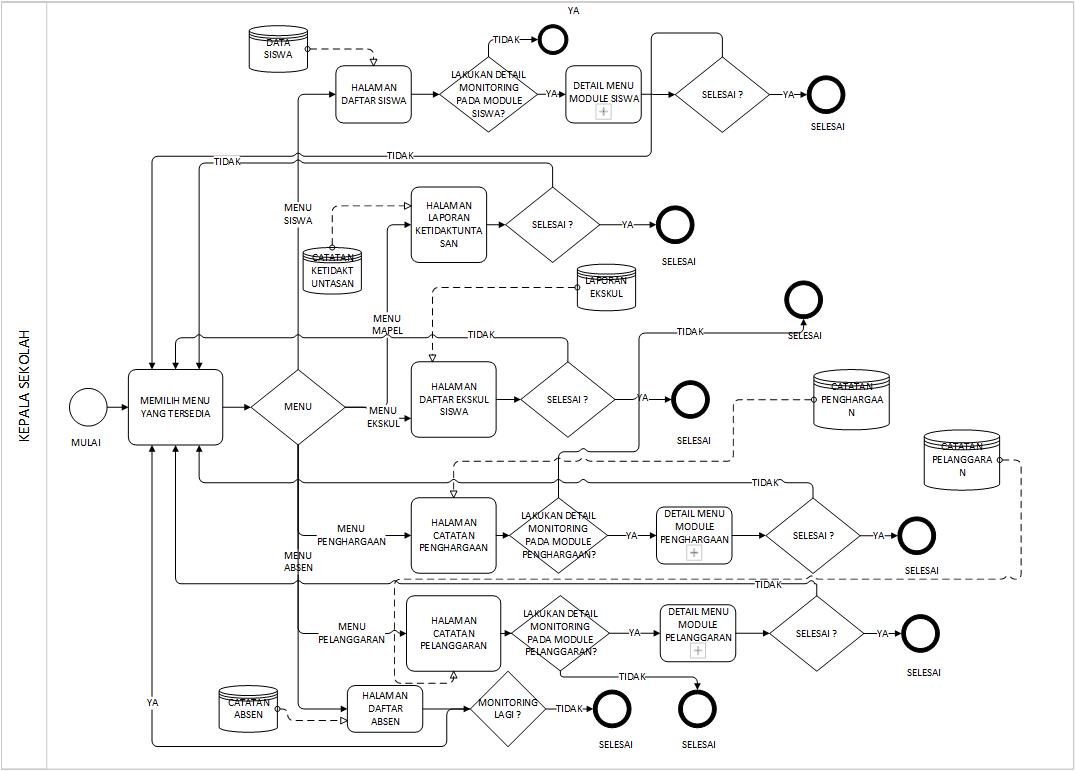 YA
DATA
SISWA
TIDAK
HALAMAN
DAFTAR SISWA
LAKUKAN DETAIL
MONITORING
PADA MODULE
SISWA?
YA
DETAIL MENU
MODULE SISWA
SELESAI ?
YA
SELESAI
TIDAK
TIDAK
MENU
SISWA
HALAMAN
LAPORAN
KETIDAKTUNTA
SAN
SELESAI ?
YA
SELESAI
CATATAN
KETIDAKT
UNTASAN
LAPORAN
EKSKUL
MENU
MAPEL
TIDAK
TIDAK
SELESAI
KEPALA SEKOLAH
MULAI
MEMILIH MENU
YANG TERSEDIA
MENU
MENU
EKSKUL
HALAMAN
DAFTAR EKSKUL
SISWA
SELESAI ?
YA
SELESAI
CATATAN
PENGHARGAA
N
CATATAN
PELANGGARA
N
TIDAK
MENU
PENGHARGAAN
HALAMAN
CATATAN
PENGHARGAAN
LAKUKAN DETAIL
MONITORING
PADA MODULE
PENGHARGAAN?
YA
DETAIL MENU
MODULE
PENGHARGAAN
SELESAI ?
YA
SELESAI
MENU
ABSEN
TIDAK
MENU
PELANGGARAN
HALAMAN
CATATAN
PELANGGARAN
LAKUKAN DETAIL
MONITORING
PADA MODULE
PELANGGARAN?
YA
DETAIL MENU
MODULE
PELANGGARAN
SELESAI ?
YA
SELESAI
TIDAK
YA
CATATAN
ABSEN
HALAMAN
DAFTAR
ABSEN
MONITORING
LAGI ?
TIDAK
SELESAI
SELESAI